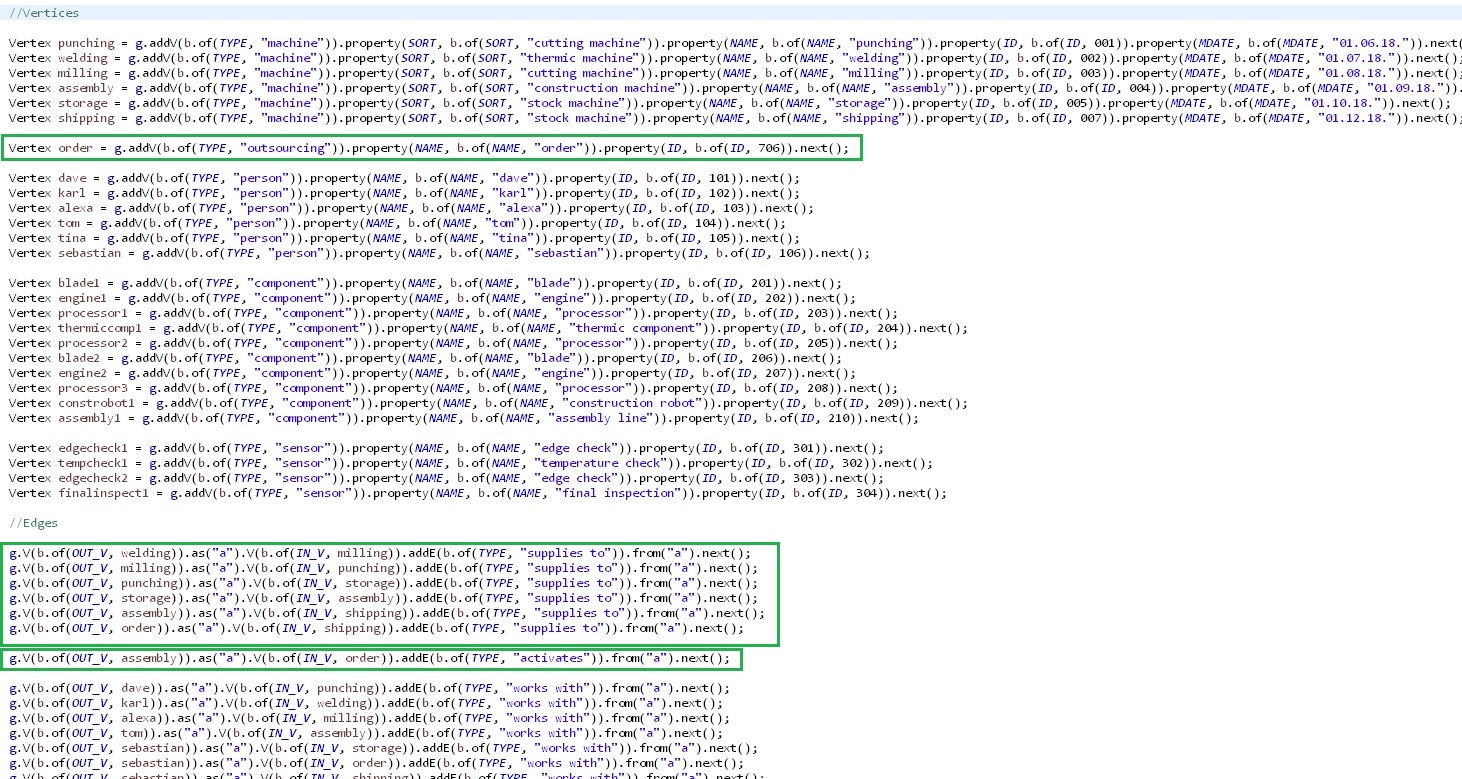 //Vertices
Vertex punching = g.addV(b.of(TYPE, "machine")).property(SORT, b.of(SORT, "cutting machine")).property(NAME, b.of(NAME, "punching")).property(ID, b.of(ID, 001)).property(MDATE, b.of(MDATE, "01.06.18.")).next(
Vertex welding = g.addV(b.of(TYPE, "machine")).property(SORT, b.of(SORT, "thermic machine")).property(NAME, b.of(NAME, "welding")).property(ID, b.of(ID, 002)).property(MDATE, b.of(MDATE, "01.07.18.")).next();
Vertex milling = g.addV(b.of(TYPE, "machine")).property(SORT, b.of(SORT, "cutting machine")).property(NAME, b.of(NAME, "milling")).property(ID, b.of(ID, 003)).property(MDATE, b.of(MDATE, "01.08.18.")).next();
Vertex assembly = g.addV(b.of(TYPE, "machine")).property(SORT, b.of(SORT, "construction machine")).property(NAME, b.of(NAME, "assembly")).property(ID, b.of(ID, 004)).property(MDATE, b.of(MDATE, "01.09.18.")).
Vertex storage = g.addV(b.of(TYPE, "machine")).property(SORT, b.of(SORT, "stock machine")).property(NAME, b.of(NAME, "storage")).property(ID, b.of(ID, 005)).property(MDATE, b.of(MDATE, "01.10.18.")).next();
Vertex shipping = g.addV(b.of(TYPE, "machine")).property(SORT, b.of(SORT, "stock machine")).property(NAME, b.of(NAME, "shipping")).property(ID, b.of(ID, 007)).property(MDATE, b.of(MDATE, "01.12.18.")).next();
Vertex order = g.addV(b.of(TYPE, "outsourcing")).property(NAME, b.of(NAME, "order")).property(ID, b.of(ID, 706)).next();
Vertex dave = g.addV(b.of(TYPE, "person")).property(NAME, b.of(NAME, "dave")).property(ID, b.of(ID, 101)).next();
Vertex karl = g.addV(b.of(TYPE, "person")).property(NAME, b.of(NAME, "karl")).property(ID, b.of(ID, 102)).next();
Vertex alexa = g.addV(b.of(TYPE, "person")).property(NAME, b.of(NAME, "alexa")).property(ID, b.of(ID, 103)).next();
Vertex tom = g.addV(b.of(TYPE, "person")).property(NAME, b.of(NAME, "tom")).property(ID, b.of(ID, 104)).next();
Vertex tina = g.addV(b.of(TYPE, "person")).property(NAME, b.of(NAME, "tina")).property(ID, b.of(ID, 105)).next();
Vertex sebastian = g.addV(b.of(TYPE, "person")).property(NAME, b.of(NAME, "sebastian")).property(ID, b.of(ID, 106)).next();
Vertex blade1 = g.addV(b.of(TYPE, "component")).property(NAME, b.of(NAME, "blade")).property(ID, b.of(ID, 201)).next();
Vertex engine1 = g.addV(b.of(TYPE, "component")).property(NAME, b.of(NAME, "engine")).property(ID, b.of(ID, 202)).next();
Vertex processor1 = g.addV(b.of(TYPE, "component")).property(NAME, b.of(NAME, "processor")).property(ID, b.of(ID, 203)).next();
Vertex thermiccomp1 = g.addV(b.of(TYPE, "component")).property(NAME, b.of(NAME, "thermic component")).property(ID, b.of(ID, 204)).next();
Vertex processor2 = g.addV(b.of(TYPE, "component")).property(NAME, b.of(NAME, "processor")).property(ID, b.of(ID, 205)).next();
Vertex blade2 = g.addV(b.of(TYPE, "component")).property(NAME, b.of(NAME, "blade")).property(ID, b.of(ID, 206)).next();
Vertex engine2 = g.addV(b.of(TYPE, "component")).property(NAME, b.of(NAME, "engine")).property(ID, b.of(ID, 207)).next();
Vertex processor3 = g.addV(b.of(TYPE, "component")).property(NAME, b.of(NAME, "processor")).property(ID, b.of(ID, 208)).next();
Vertex constrobot1 = g.addV(b.of(TYPE, "component")).property(NAME, b.of(NAME, "construction robot")).property(ID, b.of(ID, 209)).next();
Vertex assembly1 = g.addV(b.of(TYPE, "component")).property(NAME, b.of(NAME, "assembly line")).property(ID, b.of(ID, 210)).next();
Vertex edgecheck1 = g.addV(b.of(TYPE, "sensor")).property(NAME, b.of(NAME, "edge check")).property(ID, b.of(ID, 301)).next();
Vertex tempcheck1 = g.addV(b.of(TYPE, "sensor")).property(NAME, b.of(NAME, "temperature check")).property(ID, b.of(ID, 302)).next();
Vertex edgecheck2 = g.addV(b.of(TYPE, "sensor")).property(NAME, b.of(NAME, "edge check")).property(ID, b.of(ID, 303)).next();
Vertex finalinspect1 = g.addV(b.of(TYPE, "sensor")).property(NAME, b.of(NAME, "final inspection")).property(ID, b.of(ID, 304)).next();
//Edges
g.V(b.of(OUT_V, welding)).as("a").V(b.of(IN_V, milling)).addE(b.of(TYPE, "supplies to")).from("a").next();
g.V(b.of(OUT_V, milling)).as("a").V(b.of(IN_V, punching)).addE(b.of(TYPE, "supplies to")).from("a").next();
g.V(b.of(OUT_V, punching)).as("a").V(b.of(IN_V, storage)).addE(b.of(TYPE, "supplies to")).from("a").next();
g.V(b.of(OUT_V, storage)).as("a").V(b.of(IN_V, assembly)).addE(b.of(TYPE, "supplies to")).from("a").next();
g.V(b.of(OUT_V, assembly)).as("a").V(b.of(IN_V, shipping)).addE(b.of(TYPE, "supplies to")).from("a").next();
g.V(b.of(OUT_V, order)).as("a").V(b.of(IN_V, shipping)).addE(b.of(TYPE, "supplies to")).from("a").next();
g.V(b.of(OUT_V, assembly)).as("a").V(b.of(IN_V, order)).addE(b.of(TYPE, "activates")).from("a").next();
g.V(b.of(OUT_V, dave)).as("a").V(b.of(IN_V, punching)).addE(b.of(TYPE, "works with")).from("a").next();
g.V(b.of(OUT_V, karl)).as("a").V(b.of(IN_V, welding)).addE(b.of(TYPE, "works with")).from("a").next();
g.V(b.of(OUT_V, alexa)).as("a").V(b.of(IN_V, milling)).addE(b.of(TYPE, "works with")).from("a").next();
g.V(b.of(OUT_V, tom)).as("a").V(b.of(IN_V, assembly)).addE(b.of(TYPE, "works with")).from("a").next();
g.V(b.of(OUT_V, sebastian)).as("a").V(b.of(IN_V, storage)).addE(b.of(TYPE, "works with")).from("a").next();
g.V(b.of(OUT_V, sebastian)).as("a").V(b.of(IN_V, order)).addE(b.of(TYPE, "works with")).from("a").next();
g.V(b.of(OUT_V, sebastian)).as("a").V(b.of(IN_V, shipping)).addE(b.of(TYPE, "works with")).from("a").next();